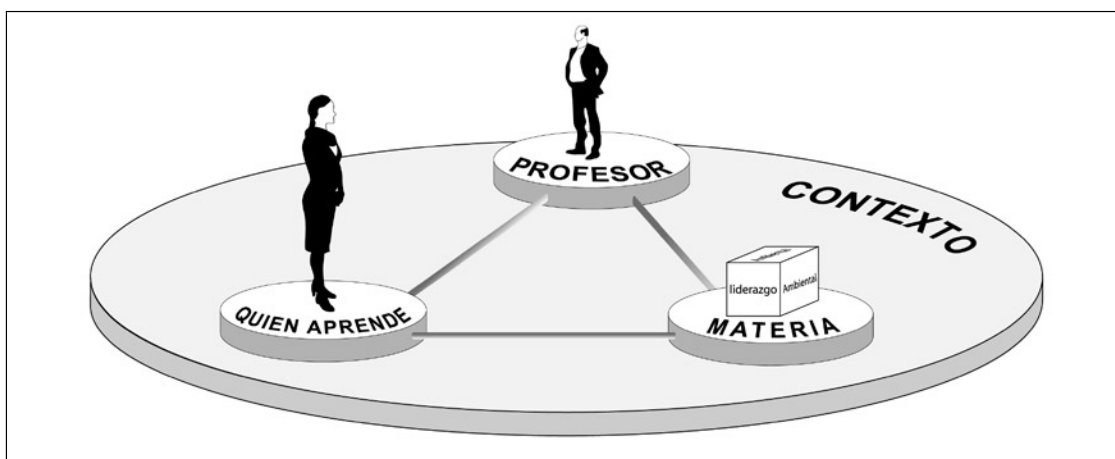 PROFESOR
CONTEXTO
liderazgo
Ambiental
QUIEN APRENDE
MATERIA